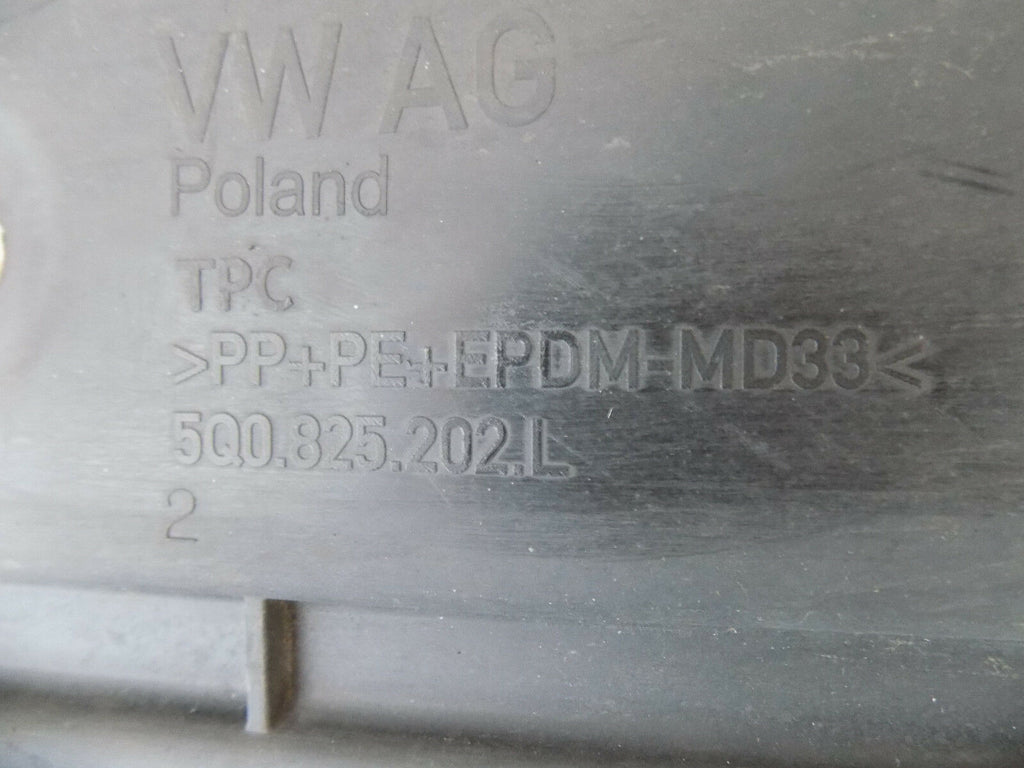 VW AG
Poland
TPC
>PP+PE+EPDM-MD33<
5Q0.825.202.L
2